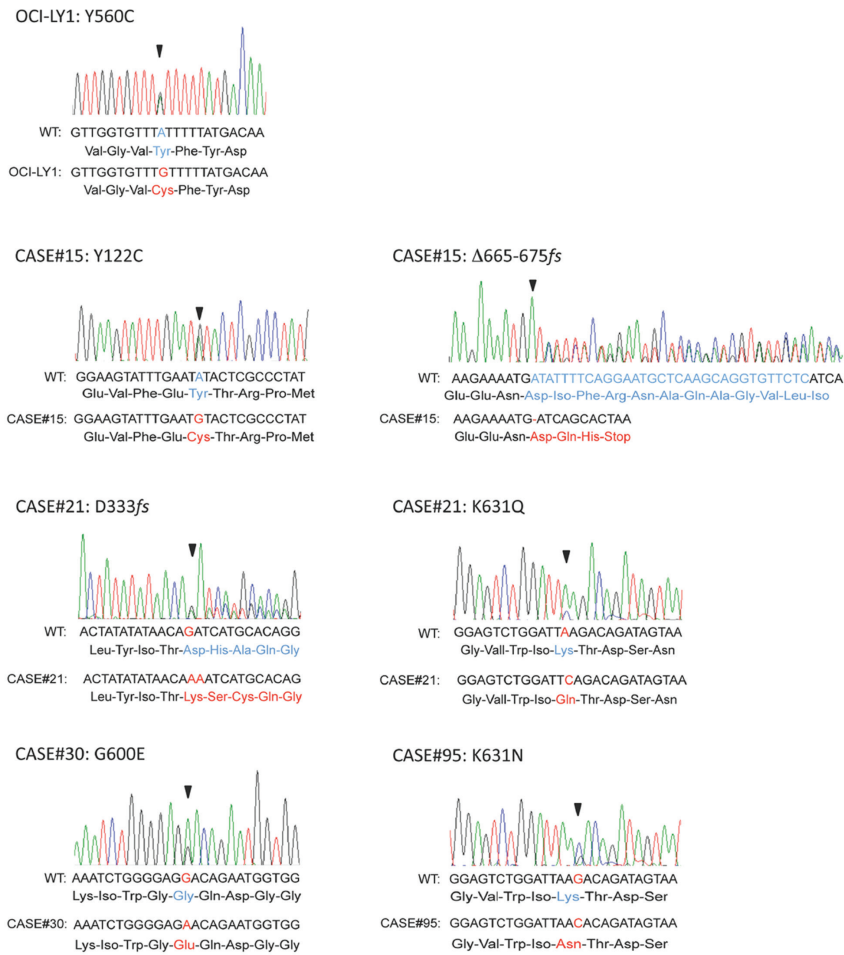 OCI-LY1: Y560C
WT: GTTGGTGTTTATTTTTATGACAA
Val-Gly-Val-Tyr-Phe-Tyr-Asp
OCI-LY1: GTTGGTGTTTGTTTTTATGACAA
Val-Gly-Val-Cys-Phe-Tyr-Asp
CASE#15: Y122C
WT: GGAAGTATTTGAATATACTCGCCCTAT
Glu-Val-Phe-Glu-Tyr-Thr-Arg-Pro-Met
CASE#15: GGAAGTATTTGAATGTACTCGCCCTAT
Glu-Val-Phe-Glu-Cys-Thr-Arg-Pro-Met
CASE#15: Δ665-675fs
WT: AAGAAAATGATATTTTCAGGAATGCTCAAGCAGGTGTTCTCATCA
Glu-Glu-Asn-Asp-Iso-Phe-Arg-Asn-Ala-Gln-Ala-Gly-Val-Leu-Iso
CASE#15: AAGAAAATG-ATCAGCACTAA
Glu-Glu-Asn-Asp-Gln-His-Stop
CASE#21: D333fs
WT: ACTATATATAACAGATCATGCACAGG
Leu-Tyr-Iso-Thr-Asp-His-Ala-Gln-Gly
CASE#21: ACTATATATAACAAAATCATGCACAG
Leu-Tyr-Iso-Thr-Lys-Ser-Cys-Gln-Gly
CASE#21: K631Q
WT: GGAGTCTGGATTAAGACAGATAGTAA
Gly-Vall-Trp-Iso-Lys-Thr-Asp-Ser-Asn
CASE#21: GGAGTCTGGATTCAGACAGATAGTAA
Gly-Vall-Trp-Iso-Gln-Thr-Asp-Ser-Asn
CASE#30: G600E
WT: AAATCTGGGGAGGACAGAATGGTGG
Lys-Iso-Trp-Gly-Gly-Gln-Asp-Gly-Gly
CASE#30: AAATCTGGGGAGAACAGAATGGTGG
Lys-Iso-Trp-Gly-Glu-Gln-Asp-Gly-Gly
CASE#95: K631N
WT: GGAGTCTGGATTAAGACAGATAGTAA
Gly-Val-Trp-Iso-Lys-Thr-Asp-Ser
CASE#95: GGAGTCTGGATTAACACAGATAGTAA
Gly-Val-Trp-Iso-Asn-Thr-Asp-Ser